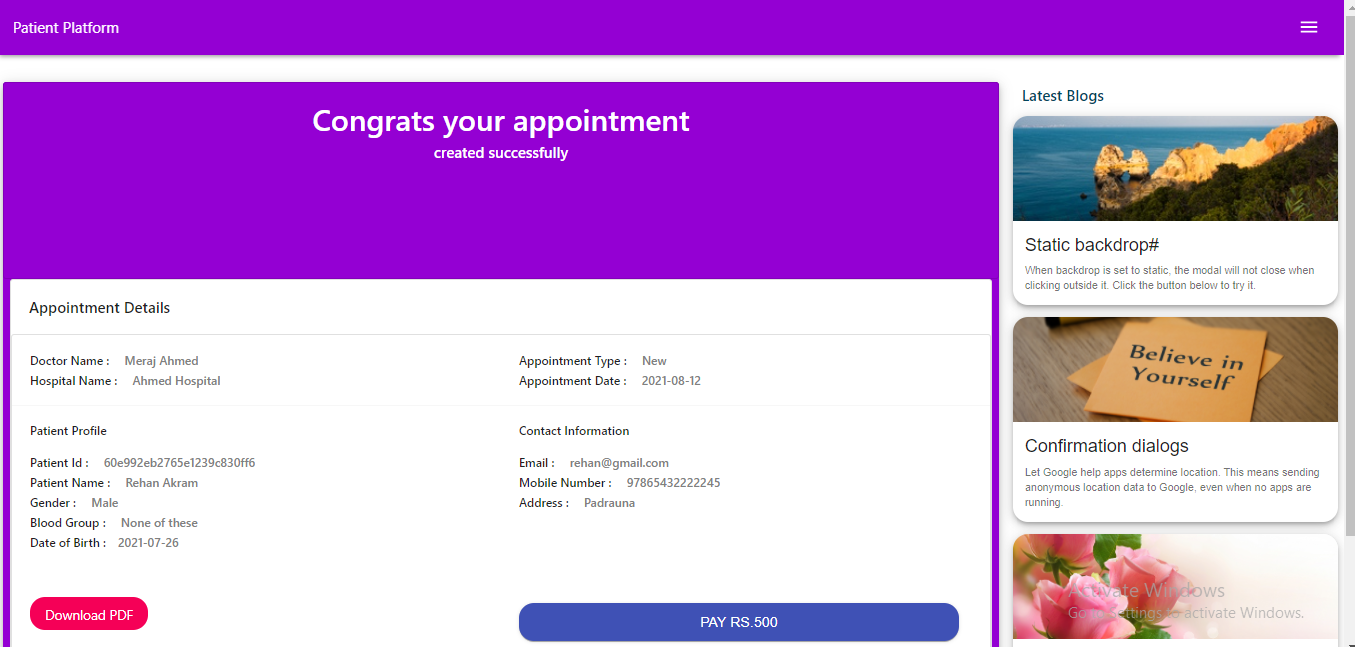 Patient Platform
Congrats your appointment
created successfully
Appointment Details
Doctor Name : Meraj Ahmed
Hospital Name : Ahmed Hospital
Appointment Type : New
Appointment Date : 2021-08-12
Patient Profile
Patient Id : 60e992eb2765e1239c830ff6
Patient Name : Rehan Akram
Gender : Male
Blood Group : None of these
Date of Birth : 2021-07-26
Contact Information
Email : rehan@gmail.com
Mobile Number : 97865432222245
Address : Padrauna
Download PDF
PAY RS.500
Latest Blogs
Static backdrop#
When backdrop is set to static, the modal will not close when
clicking outside it. Click the button below to try it.
Believe in
Yourself
Confirmation dialogs
Let Google help apps determine location. This means sending
anonymous location data to Google, even when no apps are
running.
Activate Windows
Go to Settings to activate Windows.